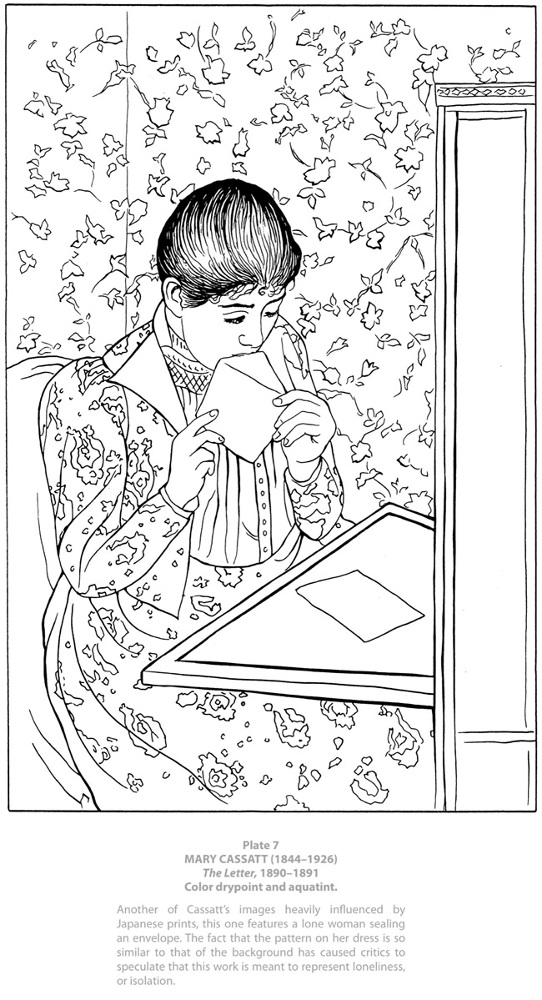 Plate 7
MARY CASSATT (1844–1926)
The Letter, 1890–1891
Color drypoint and aquatint.
Another of Cassatt's images heavily influenced by
Japanese prints, this one features a lone woman sealing
an envelope. The fact that the pattern on her dress is so
similar to that of the background has caused critics to
speculate that this work is meant to represent loneliness,
or isolation.